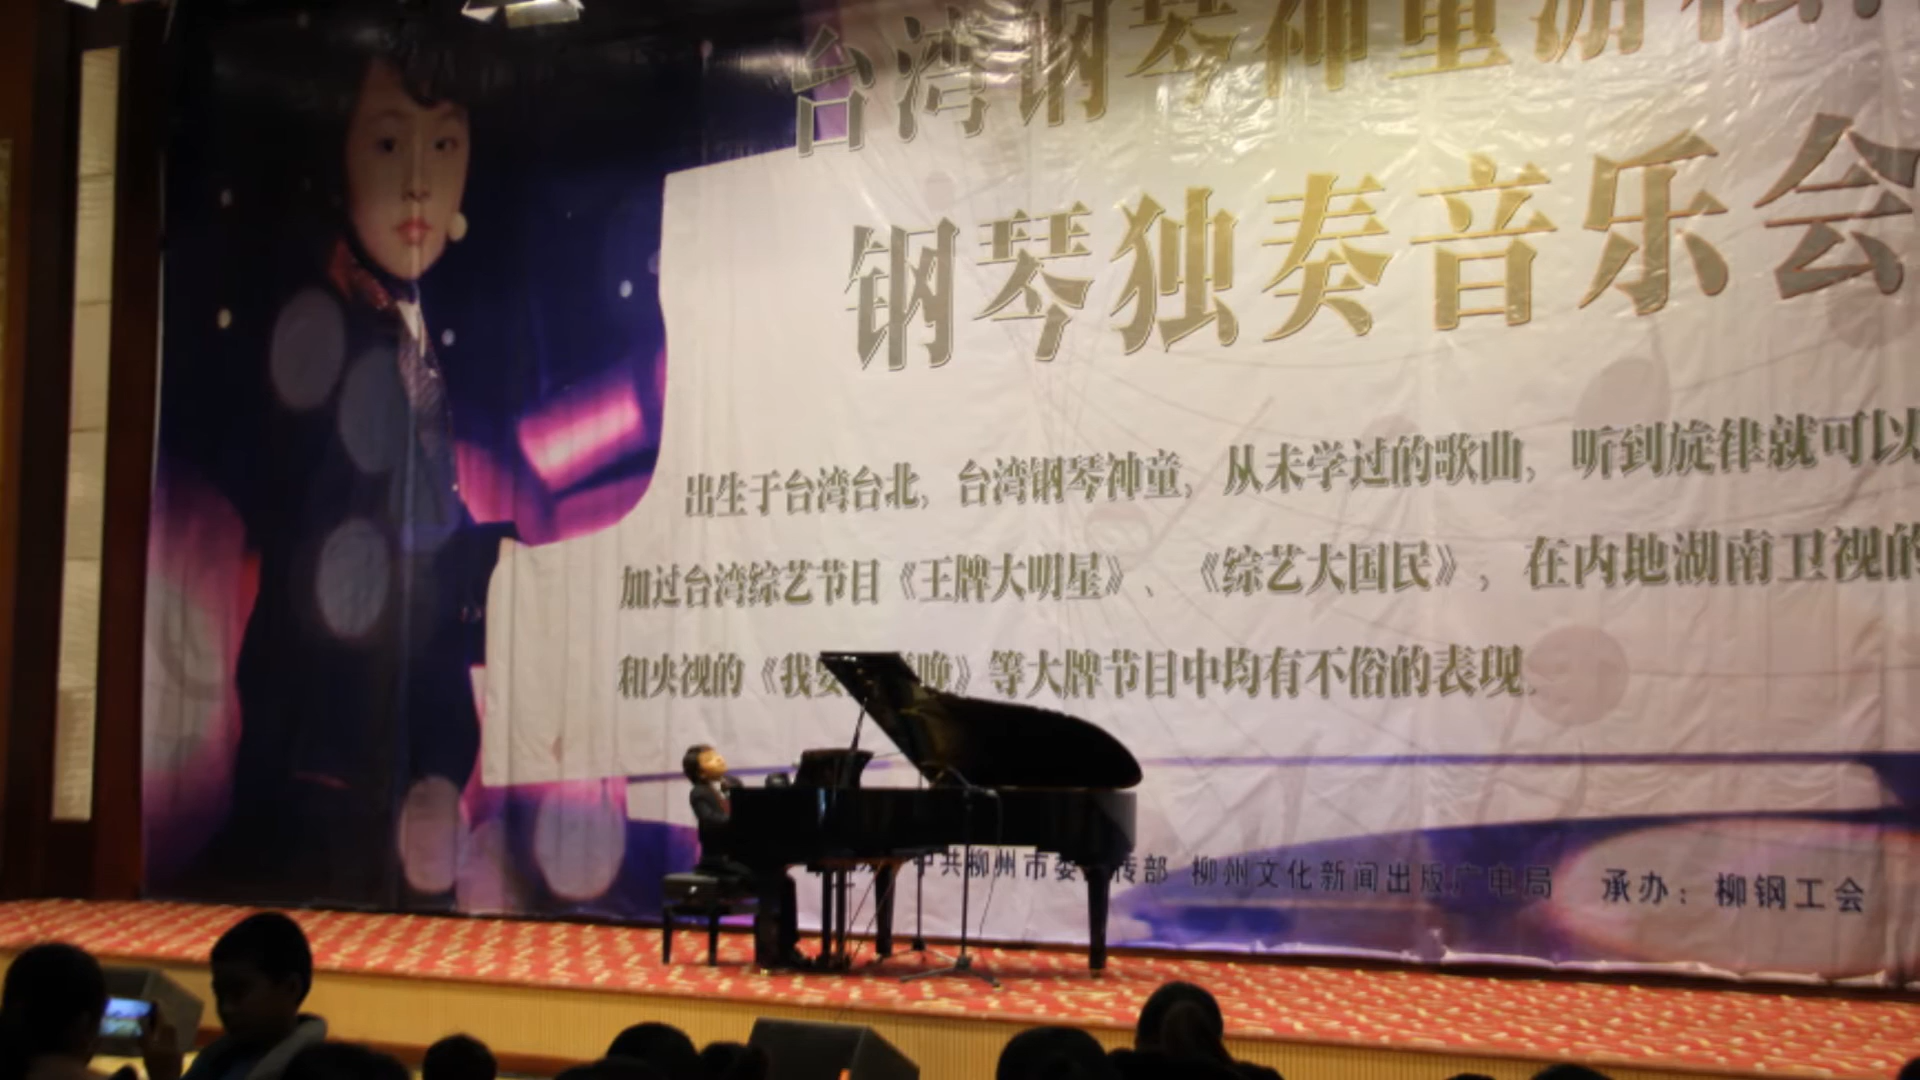 台湾钢琴神童游
钢琴独奏音乐会
出生于台湾台北，台湾钢琴神童，从未学过的歌曲，听到旋律就可以
加过台湾综艺节目《王牌大明星》、《综艺大国民》，在内地湖南卫视的
和央视的《我要 晚》等大牌节目中均有不俗的表现。
中共柳州市委 传部 柳州文化新闻出版广电局 承办：柳钢工会